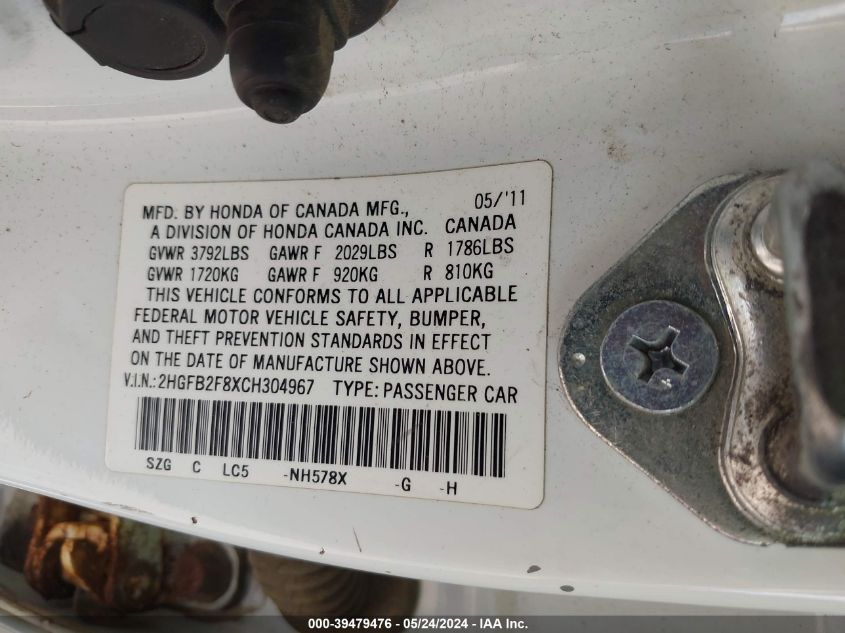 MFD. BY HONDA OF CANADA MFG., 05/'11
A DIVISION OF HONDA CANADA INC. CANADA
GVWR 3792LBS GAWR F 2029LBS R 1786LBS
GVWR 1720KG GAWR F 920KG R 810KG
THIS VEHICLE CONFORMS TO ALL APPLICABLE
FEDERAL MOTOR VEHICLE SAFETY, BUMPER,
AND THEFT PREVENTION STANDARDS IN EFFECT
ON THE DATE OF MANUFACTURE SHOWN ABOVE.
V.I.N.: 2HGFB2F8XCH304967 TYPE: PASSENGER CAR
SZG C LC5 -NH578X -G -H
000-39479476 - 05/24/2024 - IAA Inc.